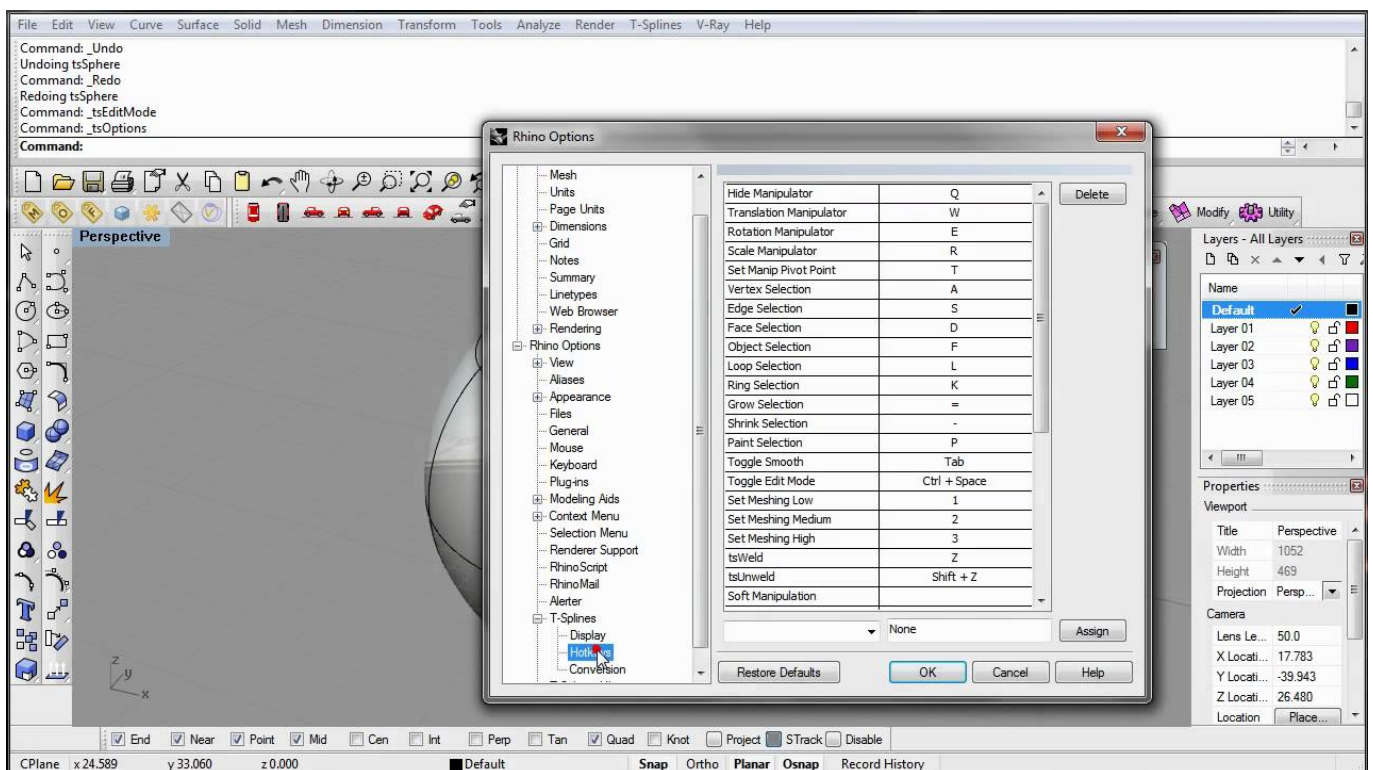 File Edit View Curve Surface Solid Mesh Dimension Transform Tools Analyze Render T-Splines V-Ray Help
Command: _Undo
Undoing tsSphere
Command: _Redo
Redoing tsSphere
Command: _tsEditMode
Command: _tsOptions
Command:
Rhino Options
Mesh
Units
Page Units
Dimensions
Grid
Notes
Summary
Linetypes
Web Browser
Rendering
Rhino Options
View
Aliases
Appearance
Files
General
Mouse
Keyboard
Plug-ins
Modeling Aids
Context Menu
Selection Menu
Renderer Support
RhinoScript
RhinoMail
Alerter
T-Splines
Display
Hotkeys
Conversion
Hide Manipulator Q
Translation Manipulator W
Rotation Manipulator E
Scale Manipulator R
Set Manip Pivot Point T
Vertex Selection A
Edge Selection S
Face Selection D
Object Selection F
Loop Selection L
Ring Selection K
Grow Selection =
Shrink Selection -
Paint Selection P
Toggle Smooth Tab
Toggle Edit Mode Ctrl + Space
Set Meshing Low 1
Set Meshing Medium 2
Set Meshing High 3
tsWeld Z
tsUnweld Shift + Z
Soft Manipulation
Delete
None
Assign
Restore Defaults OK Cancel Help
Modify Utility
Perspective
Layers - All Layers
Name
Default
Layer 01
Layer 02
Layer 03
Layer 04
Layer 05
Properties
Viewport
Title Perspective
Width 1052
Height 469
Projection Persp...
Camera
Lens Le... 50.0
X Locati... 17.783
Y Locati... -39.943
Z Locati... 26.480
Location Place...
z
y
x
End Near Point Mid Cen Int Perp Tan Quad Knot Project STrack Disable
CPlane x 24.589 y 33.060 z 0.000 Default Snap Ortho Planar Osnap Record History